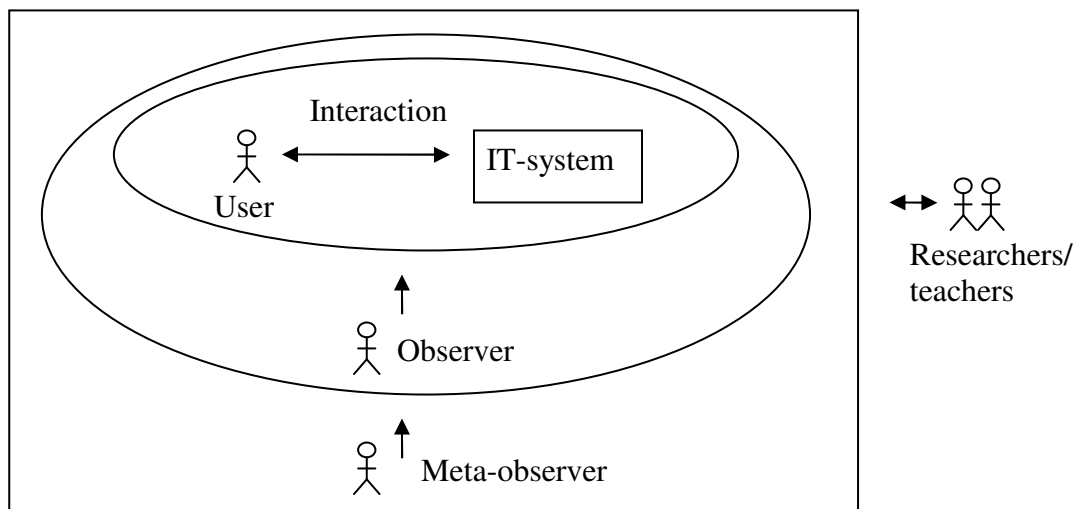 Interaction
IT-system
User
Researchers/
teachers
Observer
Meta-observer